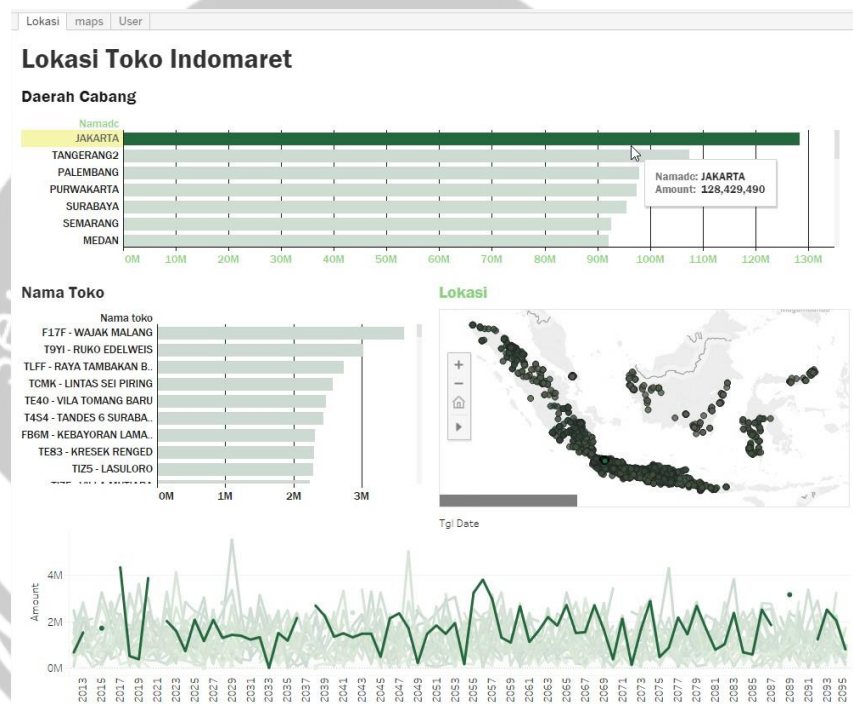 Lokasi maps User
Lokasi Toko Indomaret
Daerah Cabang
Namadc
JAKARTA
TANGERANG2
PALEMBANG
PURWAKARTA
SURABAYA
SEMARANG
MEDAN
Namadc: JAKARTA
Amount: 128,429,490
0M 10M 20M 30M 40M 50M 60M 70M 80M 90M 100M 110M 120M 130M
Nama Toko
Nama toko
F17F - WAJAK MALANG
T9YI - RUKO EDELWEIS
TLFF - RAYA TAMBAKAN B..
TCMK - LINTAS SEI PIRING
TE40 - VILA TOMANG BARU
T4S4 - TANDES 6 SURABA..
FB6M - KEBAYORAN LAMA..
TE83 - KRESEK RENGED
TIZ5 - LASULORO
0M 1M 2M 3M
Lokasi
Tgl Date
Amount
4M
2M
0M
2013 2015 2017 2019 2021 2023 2025 2027 2029 2031 2033 2035 2037 2039 2041 2043 2045 2047 2049 2051 2053 2055 2057 2059 2061 2063 2065 2067 2069 2071 2073 2075 2077 2079 2081 2083 2085 2087 2089 2091 2093 2095